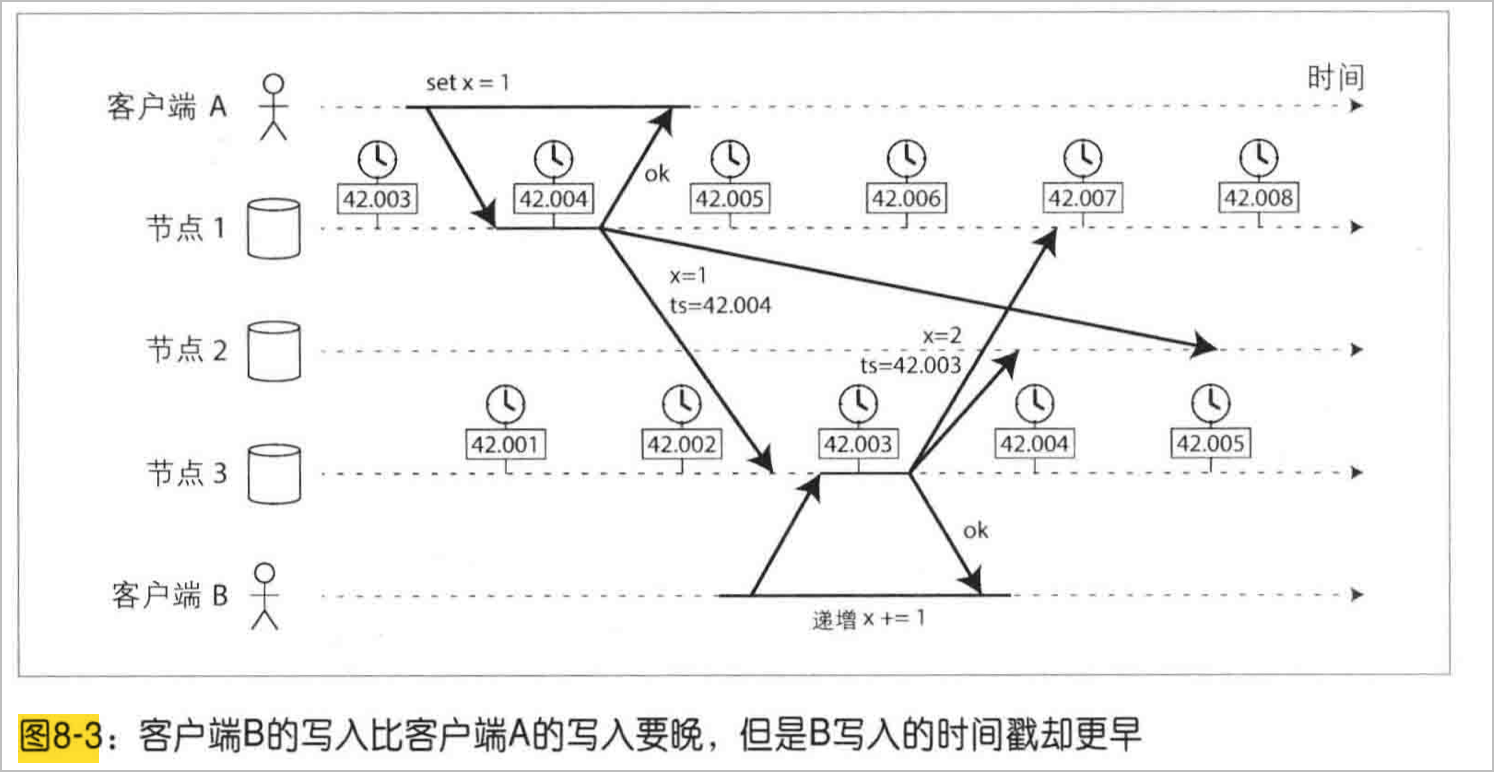 set x = 1
时间
客户端 A
42.003
42.004
ok
42.005
42.006
42.007
42.008
节点 1
x=1
ts=42.004
x=2
节点 2
ts=42.003
42.001
42.002
42.003
42.004
42.005
节点 3
ok
客户端 B
递增 x += 1
图8-3：客户端B的写入比客户端A的写入要晚，但是B写入的时间戳却更早